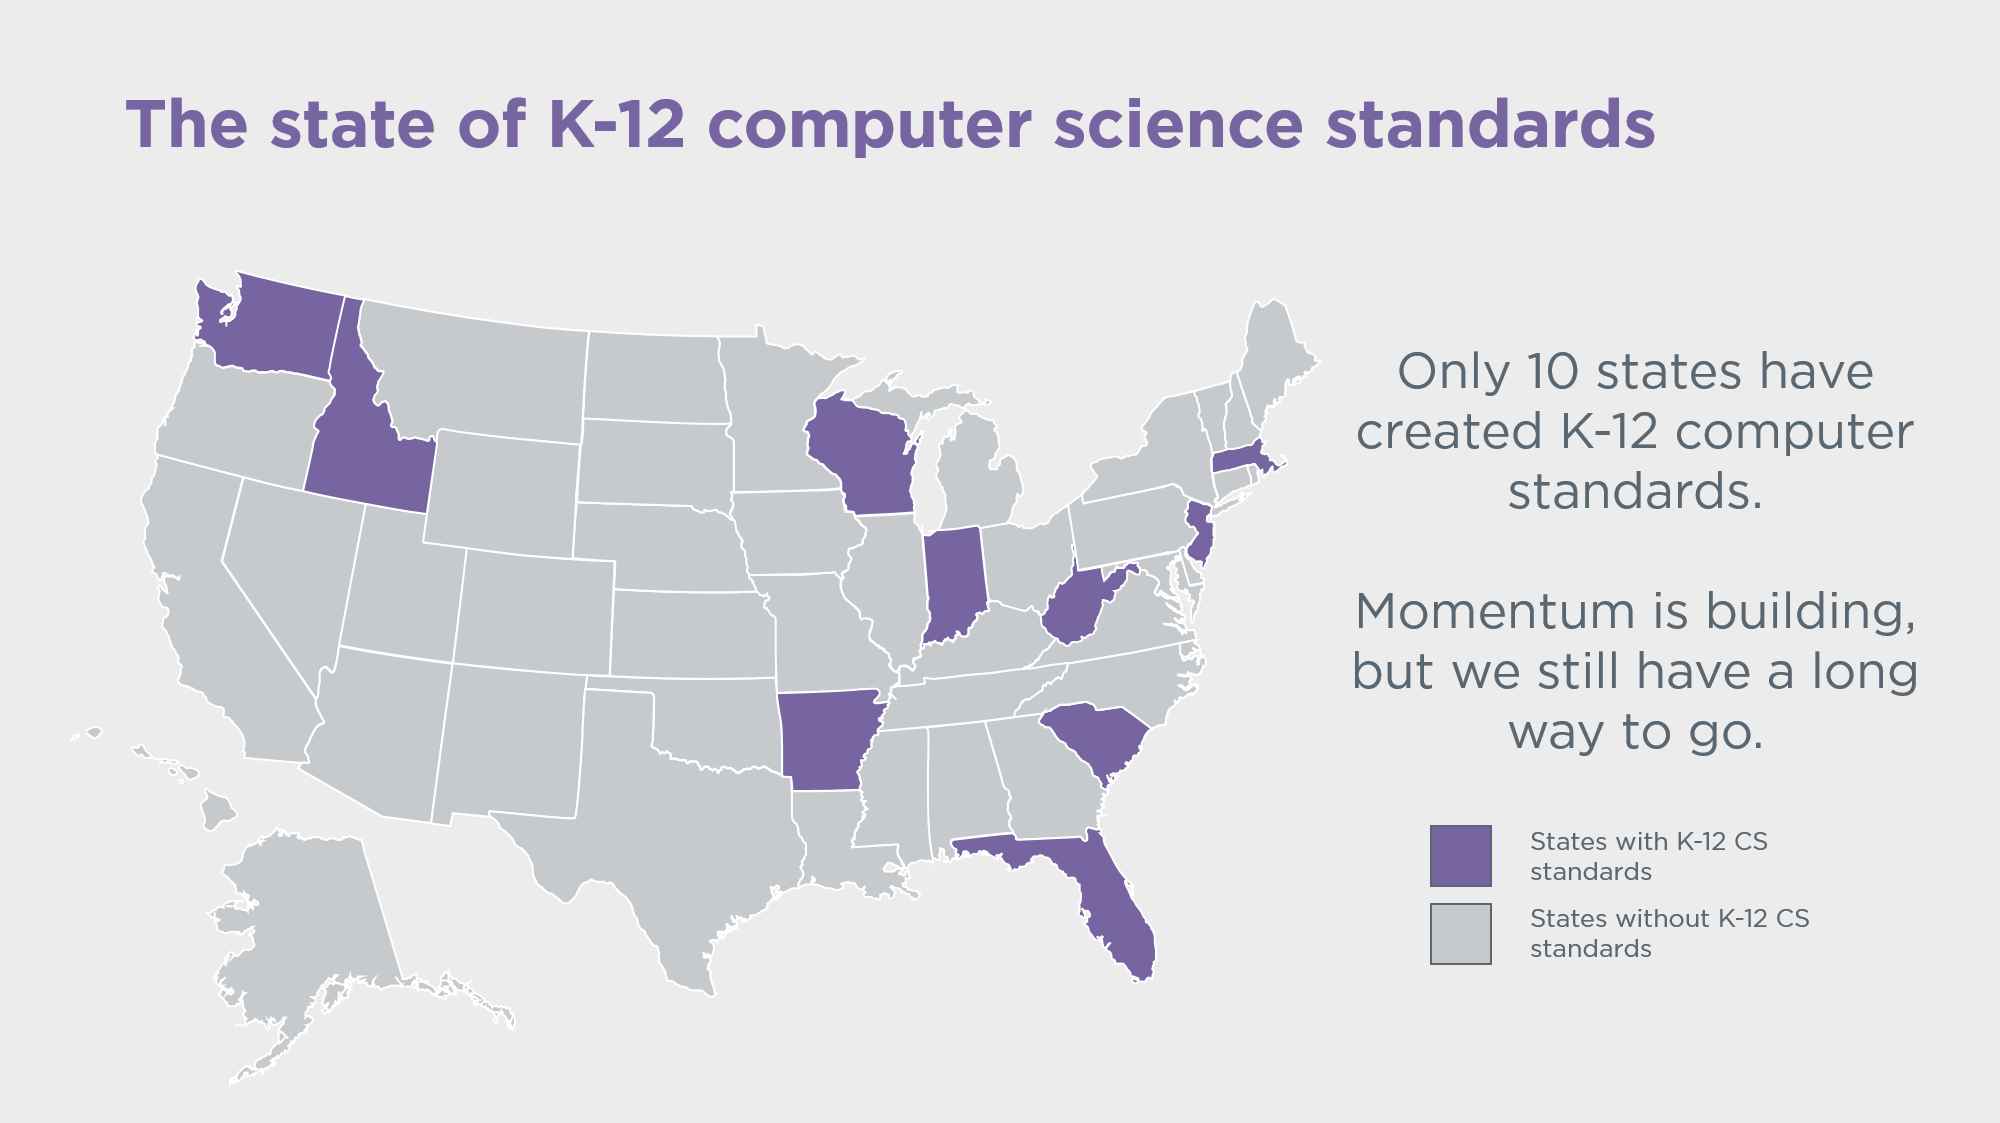 The state of K-12 computer science standards
Only 10 states have
created K-12 computer
standards.
Momentum is building,
but we still have a long
way to go.
States with K-12 CS
standards
States without K-12 CS
standards